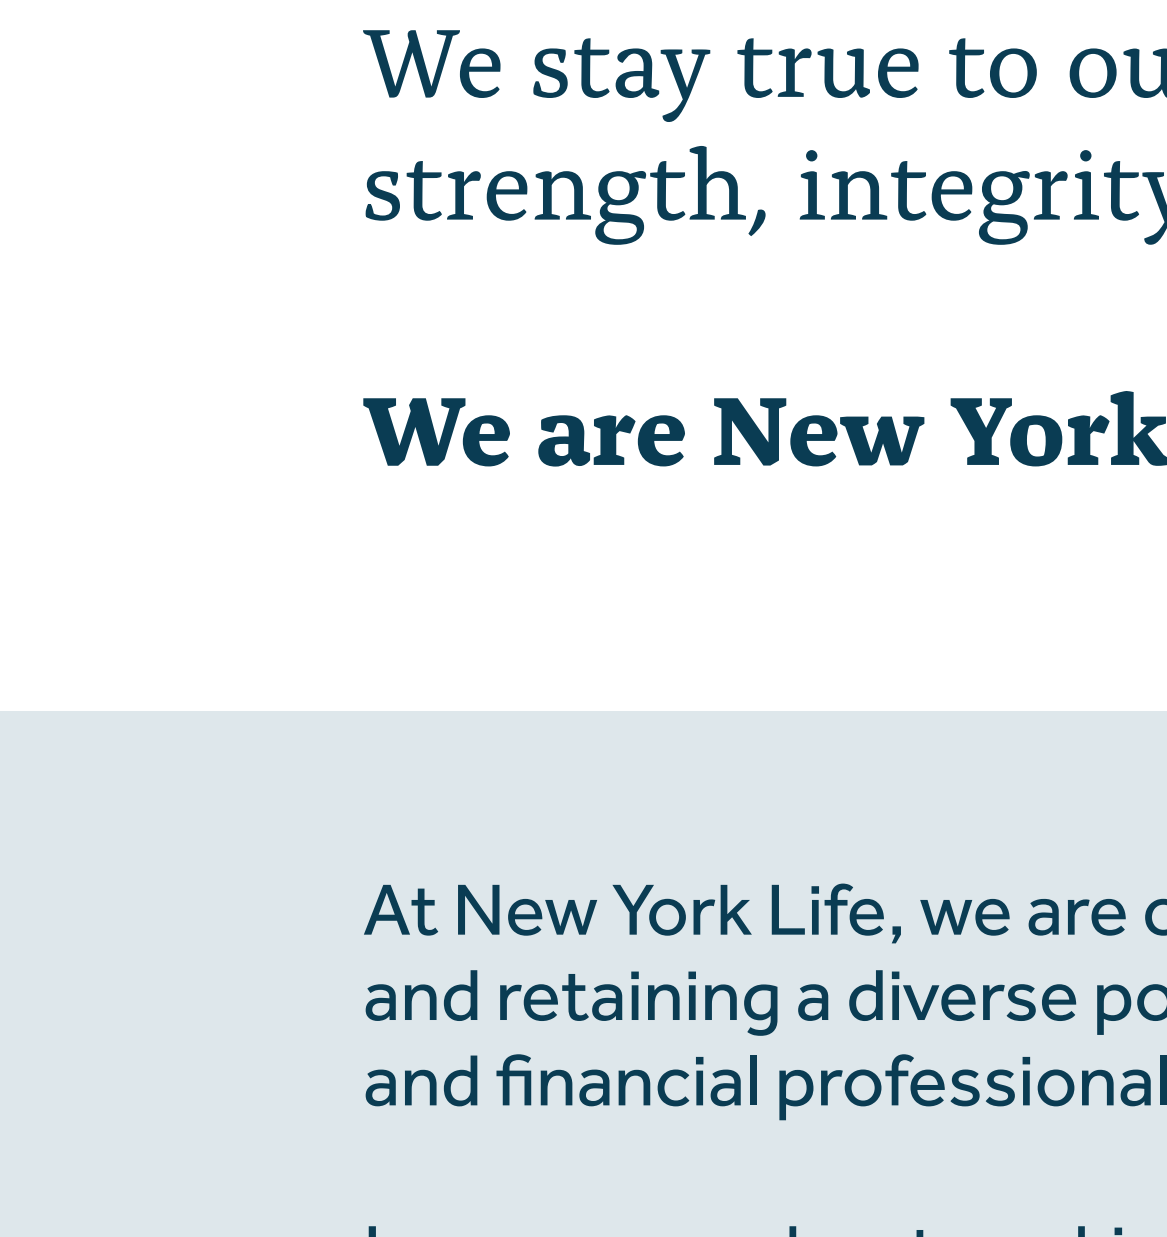 We stay true to ou
strength, integrity
We are New York
At New York Life, we are c
and retaining a diverse po
and financial professional